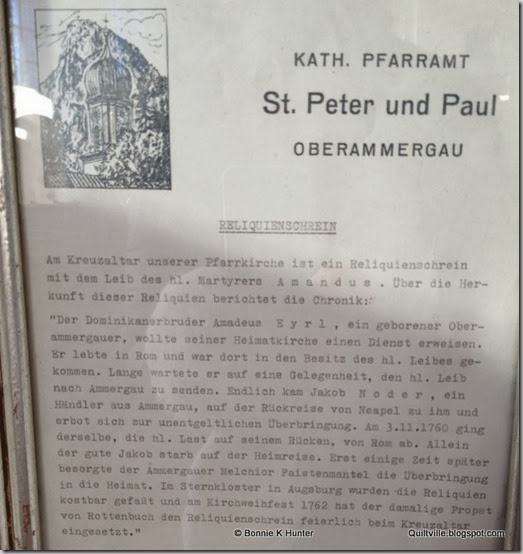 KATH. PFARRAMT
St. Peter und Paul
OBERAMMERGAU
RELIQUIENSCHREIN
Am Kreuzaltar unserer Pfarrkirche ist ein Reliquienschrein
mit dem Leib des hl. Martyrers A m a n d u s . Über die Her-
kunft dieser Reliquien berichtet die Chronik:
"Der Dominikanerbruder Amadeus E y r l , ein geborener Ober-
ammergauer, wollte seiner Heimatkirche einen Dienst erweisen.
Er lebte in Rom und war dort in den Besitz des hl. Leibes ge-
kommen. Lange wartete er auf eine Gelegenheit, den hl. Leib
nach Ammergau zu senden. Endlich kam Jakob N o d e r , ein
Händler aus Ammergau, auf der Rückreise von Neapel zu ihm und
erbot sich zur unentgeltlichen Überbringung. Am 3.11.1760 ging
derselbe, die hl. Last auf seinem Rücken, von Rom ab. Allein
der gute Jakob starb auf der Heimreise. Erst einige Zeit später
besorgte der Ammergauer Melchior Faistenmantel die Überbringung
in die Heimat. Im Sternkloster in Augsburg wurden die Reliquien
kostbar gefaßt und am Kirchweihfest 1762 hat der damalige Propst
von Rottenbuch den Reliquienschrein feierlich beim Kreuzaltar
eingesetzt."
© Bonnie K Hunter
Quiltville.blogspot.com